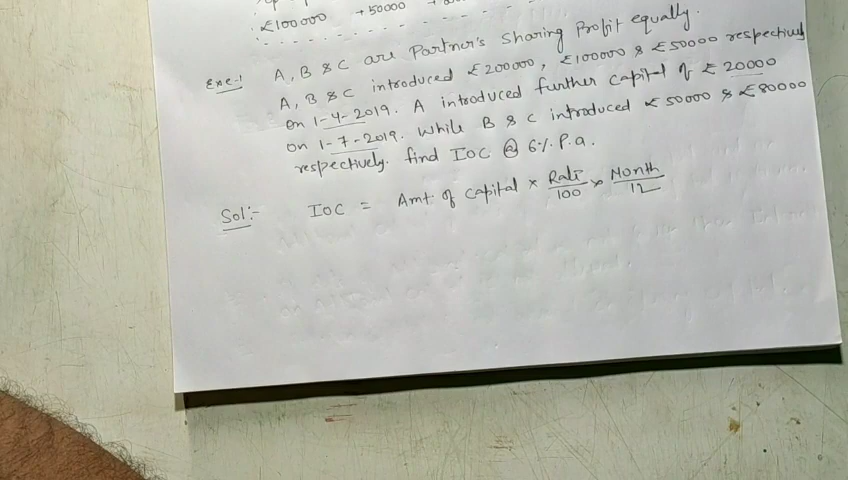 ₹100000 +50000
Exe-1 A, B & C are Partner's sharing Profit equally.
A, B & C introduced ₹200000, ₹100000 & ₹50000 respectively
on 1-4-2019. A introduced further capital of ₹20000
on 1-7-2019. While B & C introduced ₹50000 & ₹80000
respectively. find IOC @ 6% P.a.
Sol:- IOC = Amt. of capital × Rate/100 × Month/12